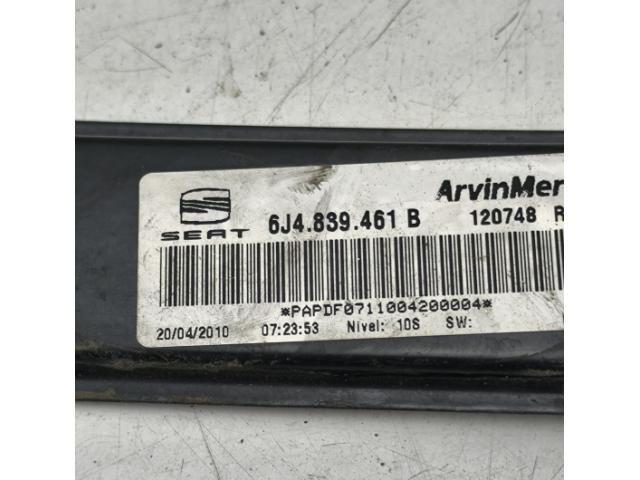 ArvinMer
SEAT 6J4.839.461 B 120748 R
*PAPDF0711004200004*
20/04/2010 07:23:53 Nivel: 10S SW: